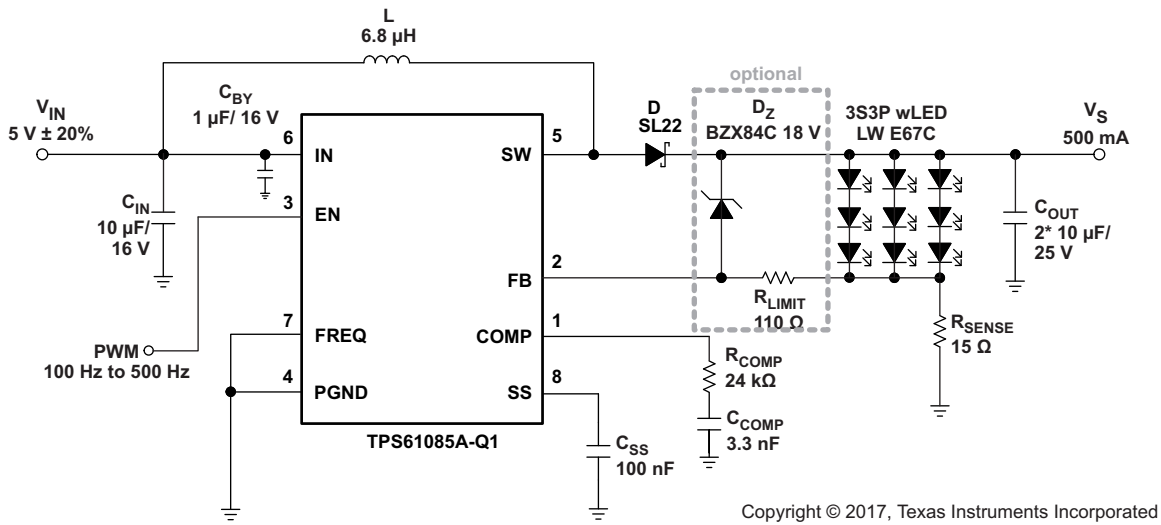 L
6.8 µH
optional
C_BY
1 µF/ 16 V
V_IN
5 V ± 20%
D
SL22
D_Z
BZX84C 18 V
3S3P wLED
LW E67C
V_S
500 mA
6
IN
5
SW
C_IN
10 µF/
16 V
3
EN
C_OUT
2* 10 µF/
25 V
2
FB
R_LIMIT
110 Ω
7
FREQ
1
COMP
R_SENSE
15 Ω
PWM
100 Hz to 500 Hz
R_COMP
24 kΩ
4
PGND
8
SS
C_COMP
3.3 nF
TPS61085A-Q1
C_SS
100 nF
Copyright © 2017, Texas Instruments Incorporated